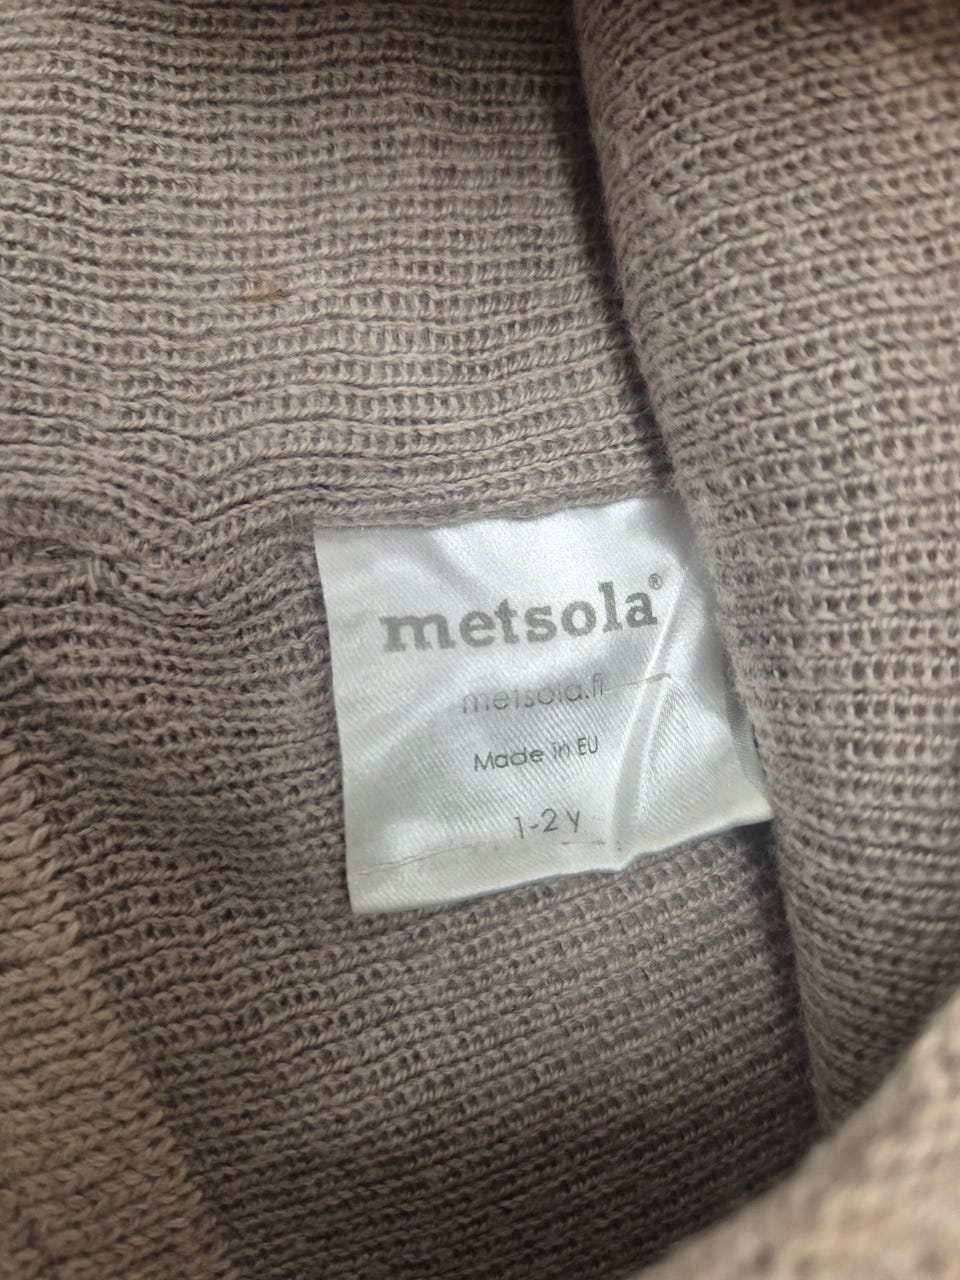 metsola®
metsola.fi
Made in EU
1-2 y